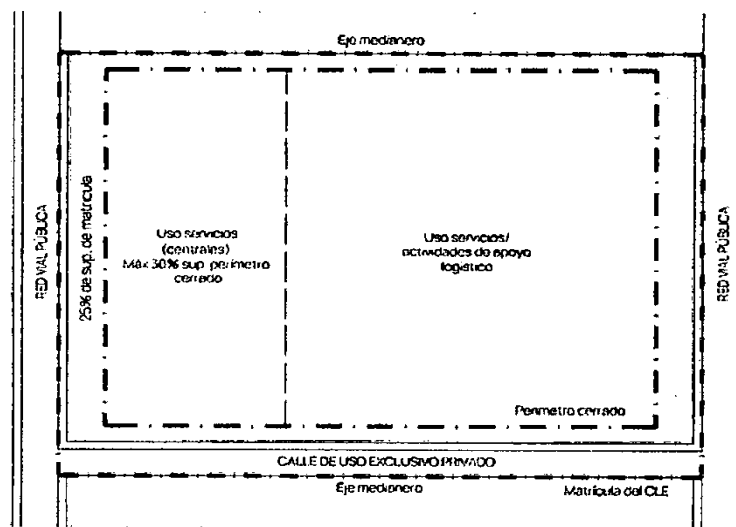 Eje medianero
RED VIAL PÚBLICA
25% de sup. de matrícula
Uso servicios
(centrales)
Máx 30% sup. perímetro
cerrado
Uso servicios/
actividades de apoyo
logístico
RED VIAL PÚBLICA
Perímetro cerrado
CALLE DE USO EXCLUSIVO PRIVADO
Eje medianero
Matrícula del CLE